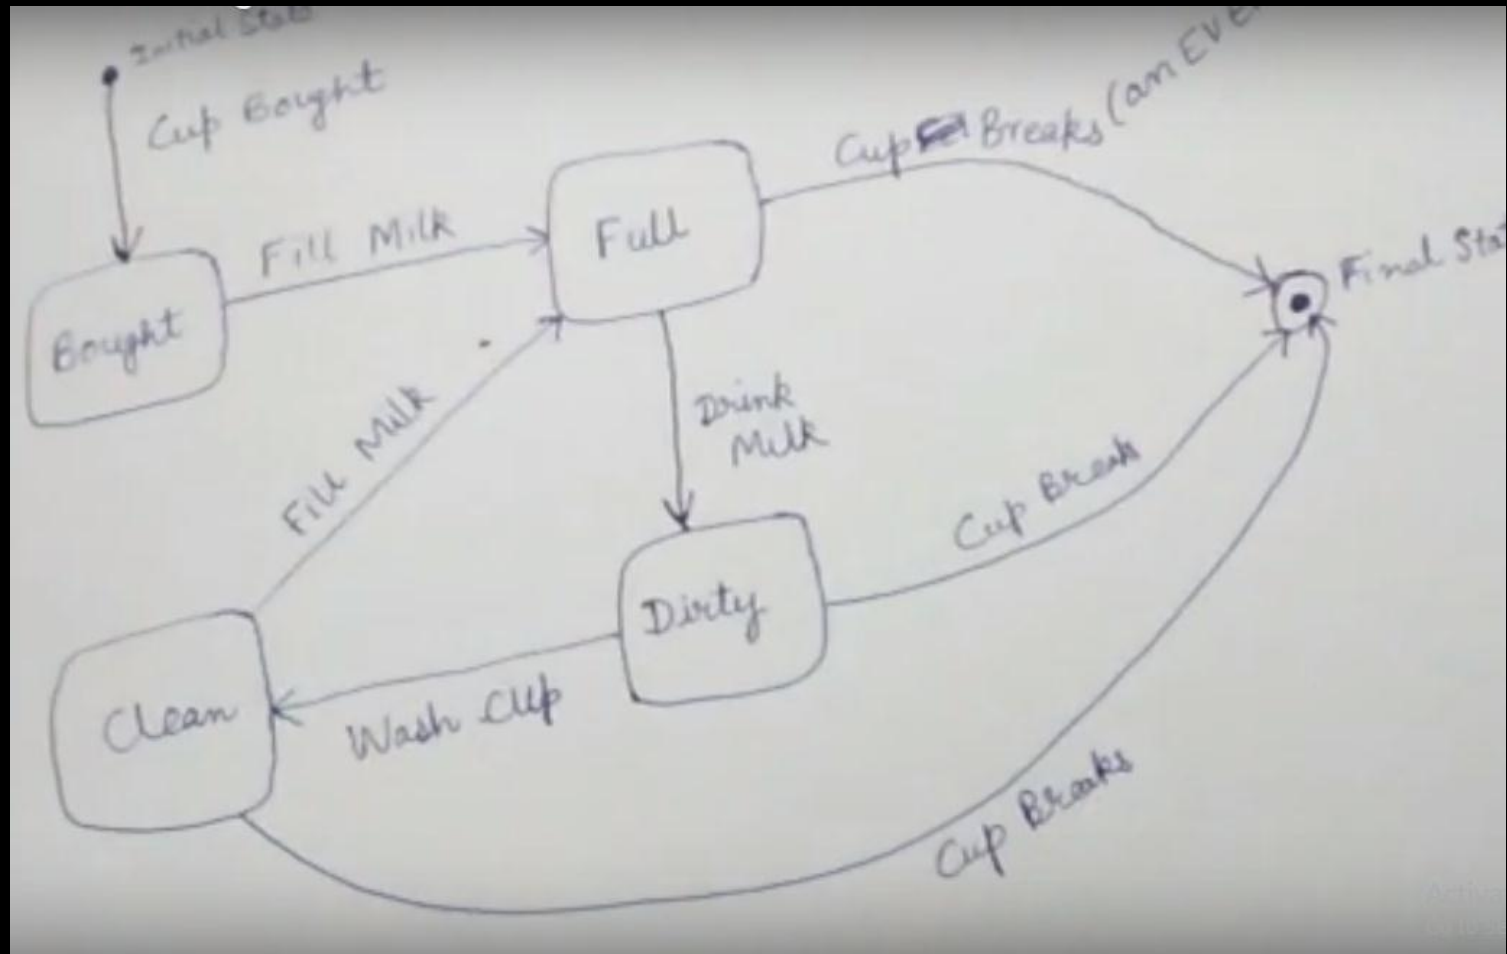 Initial State
Cup Bought
Cup Breaks (an EVE
Fill Milk
Full
Final Sta
Bought
Fill Milk
Drink
Milk
Cup Break
Dirty
Clean
Wash Cup
Cup Breaks
Activa